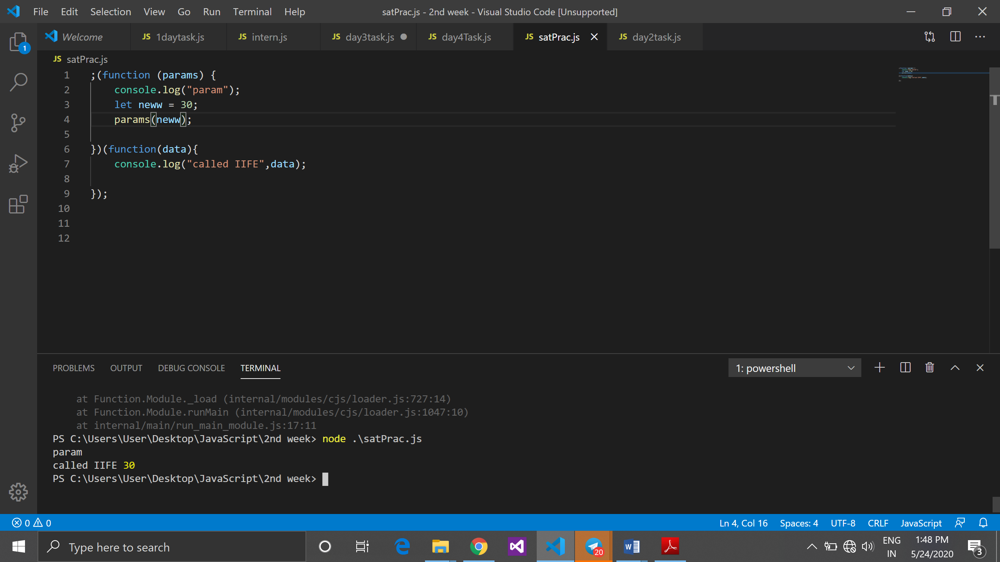 File Edit Selection View Go Run Terminal Help satPrac.js - 2nd week - Visual Studio Code [Unsupported]
1
Welcome JS 1daytask.js JS intern.js JS day3task.js JS day4Task.js JS satPrac.js JS day2task.js
JS satPrac.js
1 ;(function (params) {
2 console.log("param");
3 let neww = 30;
4 params(neww);
5
6 })(function(data){
7 console.log("called IIFE",data);
8
9 });
10
11
12
PROBLEMS OUTPUT DEBUG CONSOLE TERMINAL 1: powershell
at Function.Module._load (internal/modules/cjs/loader.js:727:14)
at Function.Module.runMain (internal/modules/cjs/loader.js:1047:10)
at internal/main/run_main_module.js:17:11
PS C:\Users\User\Desktop\JavaScript\2nd week> node .\satPrac.js
param
called IIFE 30
PS C:\Users\User\Desktop\JavaScript\2nd week>
0 0 Ln 4, Col 16 Spaces: 4 UTF-8 CRLF JavaScript
Type here to search 20 W ENG 1:48 PM 3
IN 5/24/2020